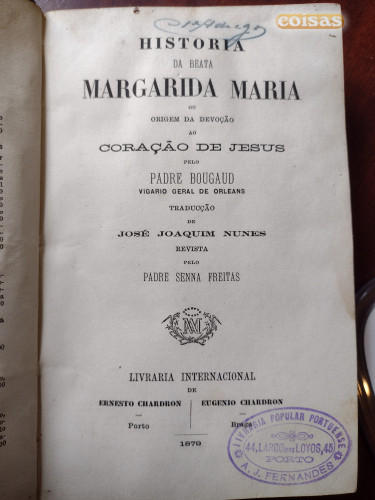 coisas
HISTORIA
DA BEATA
MARGARIDA MARIA
OU
ORIGEM DA DEVOÇÃO
AO
CORAÇÃO DE JESUS
PELO
PADRE BOUGAUD
VIGARIO GERAL DE ORLEANS
TRADUCÇÃO
DE
JOSÉ JOAQUIM NUNES
REVISTA
PELO
PADRE SENNA FREITAS
LIVRARIA INTERNACIONAL
DE
ERNESTO CHARDRON
Porto
EUGENIO CHARDRON
Braga
1879
LIVRARIA POPULAR PORTUENSE
44, LARGO DOS LOYOS, 45
PORTO
A. J. FERNANDES